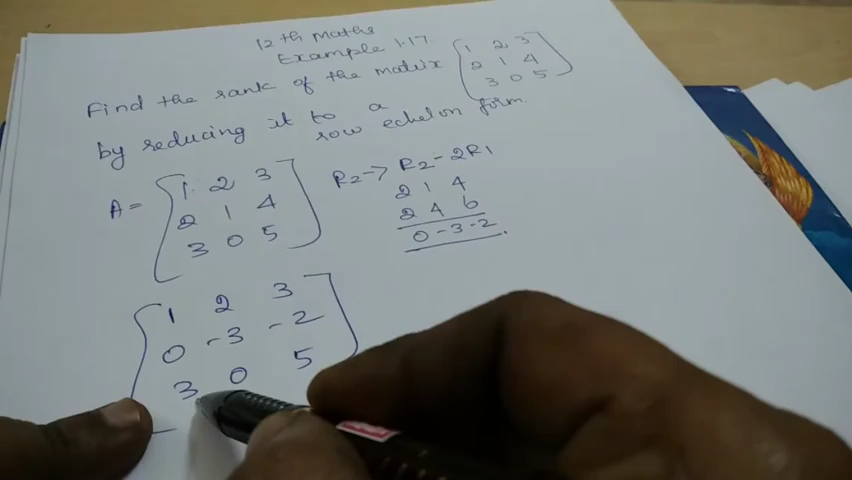 12th Maths
Example 1.17
Find the rank of the matrix [1 2 3
2 1 4
3 0 5]
by reducing it to a
row echelon form.
A = [1 2 3
2 1 4
3 0 5]
R2 -> R2 - 2R1
2 1 4
2 4 6
0 -3 -2
[1 2 3
0 -3 -2
3 0 5]